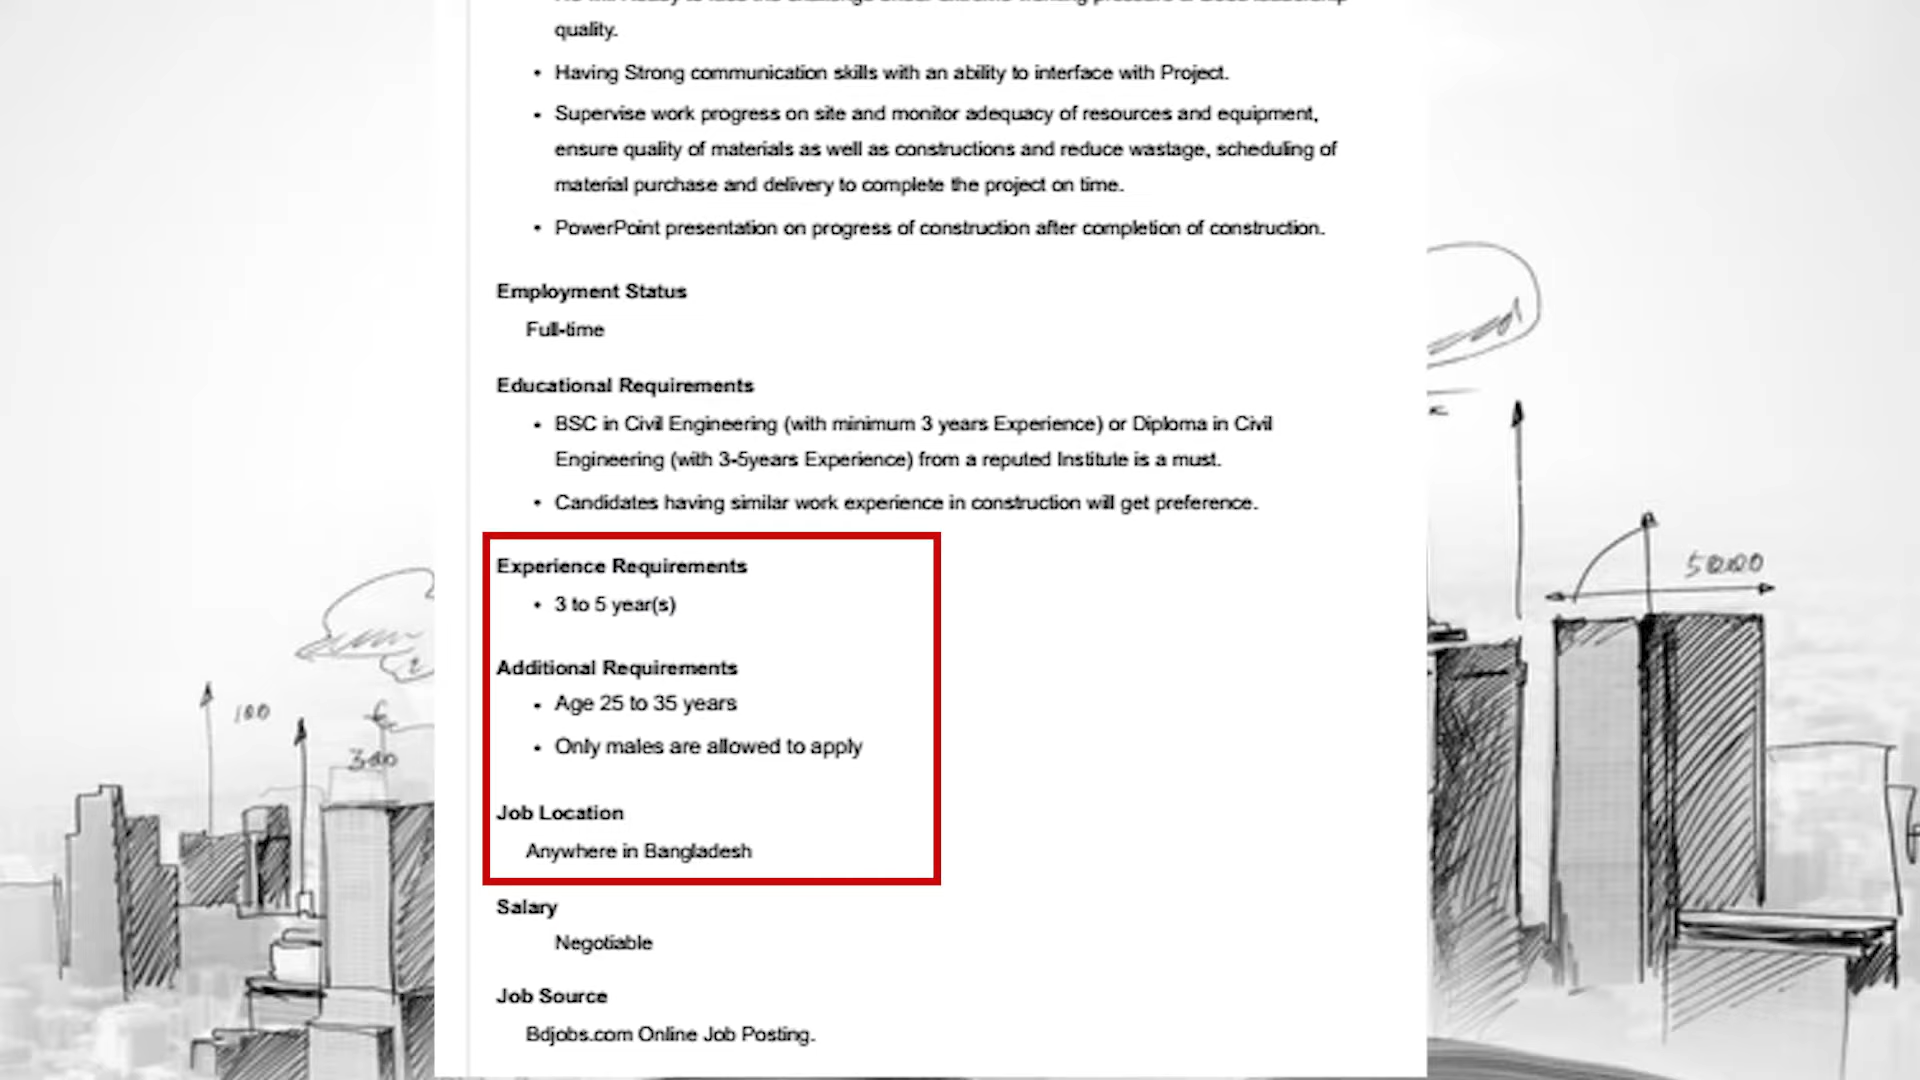 quality.
• Having Strong communication skills with an ability to interface with Project.
• Supervise work progress on site and monitor adequacy of resources and equipment,
ensure quality of materials as well as constructions and reduce wastage, scheduling of
material purchase and delivery to complete the project on time.
• PowerPoint presentation on progress of construction after completion of construction.
Employment Status
Full-time
Educational Requirements
• BSC in Civil Engineering (with minimum 3 years Experience) or Diploma in Civil
Engineering (with 3-5years Experience) from a reputed Institute is a must.
• Candidates having similar work experience in construction will get preference.
Experience Requirements
• 3 to 5 year(s)
Additional Requirements
• Age 25 to 35 years
• Only males are allowed to apply
Job Location
Anywhere in Bangladesh
Salary
Negotiable
Job Source
Bdjobs.com Online Job Posting.
100
300